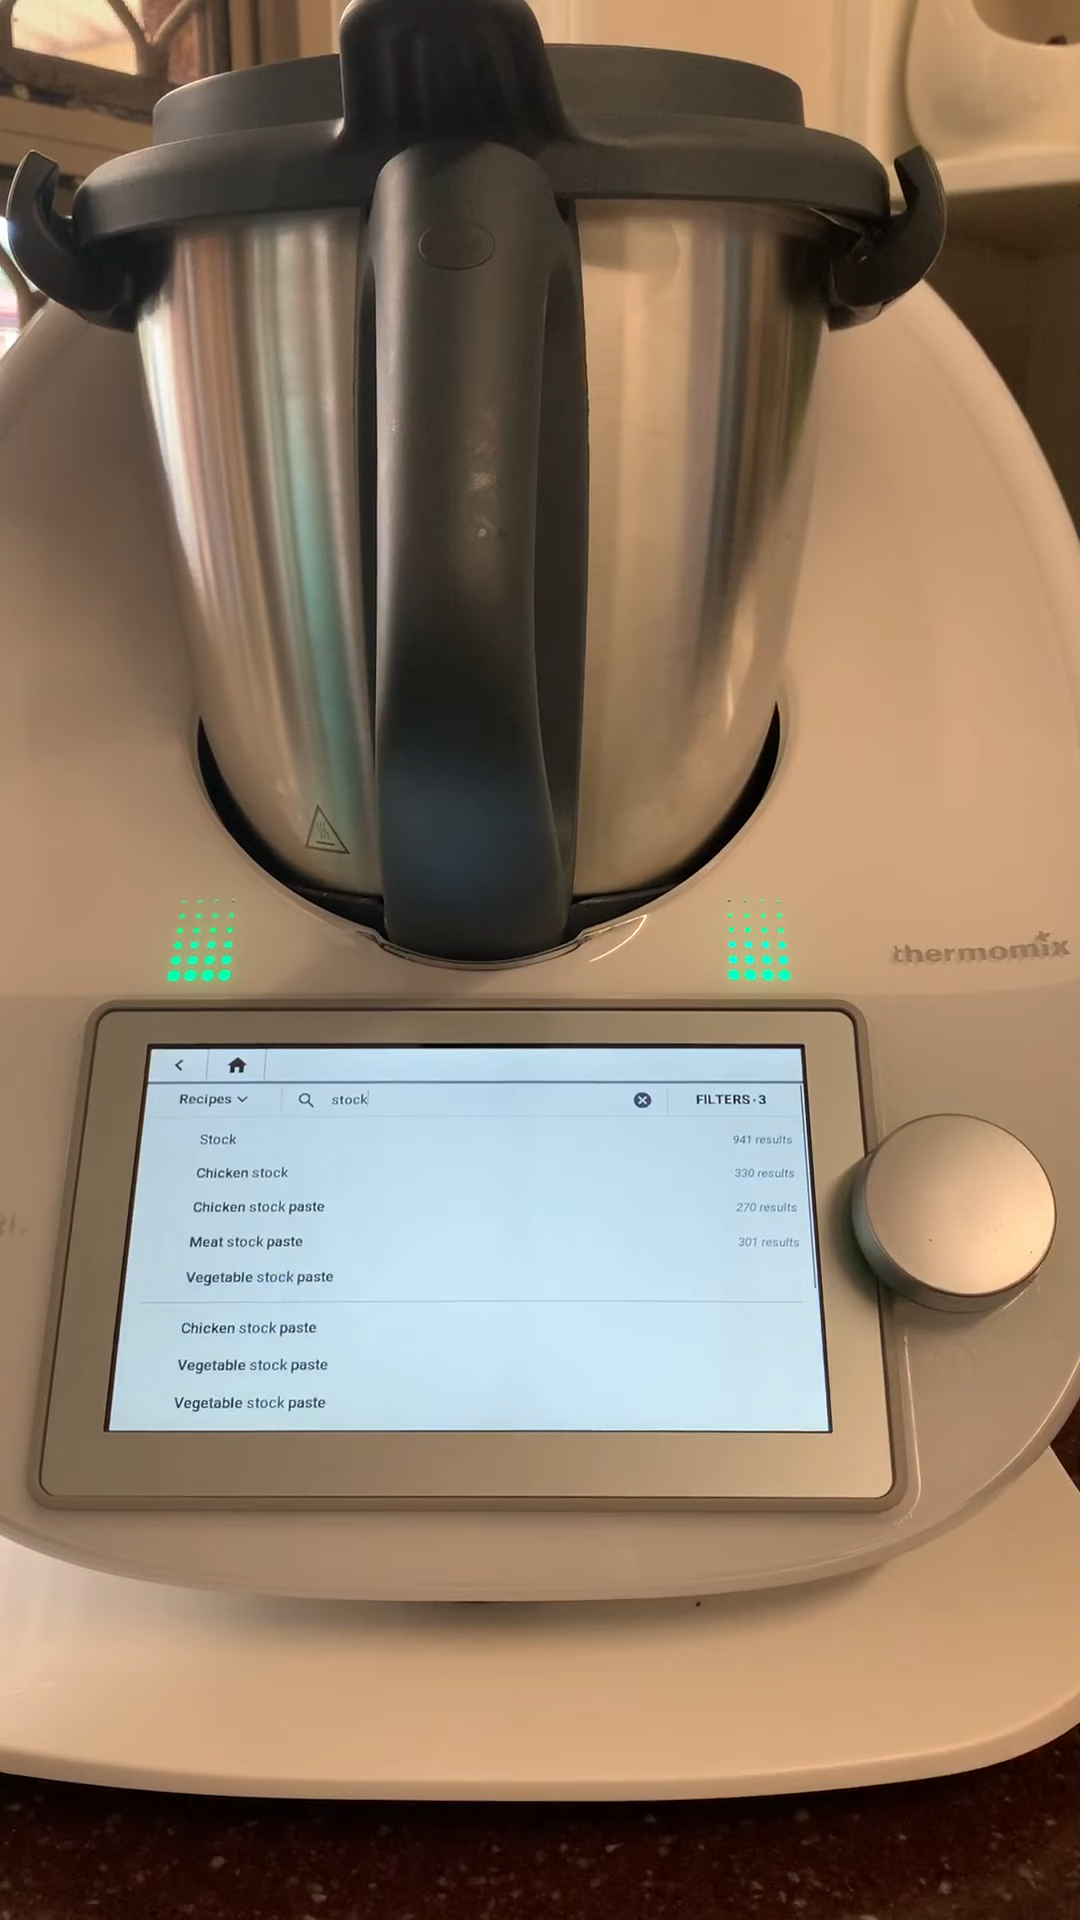 thermomix
Recipes
stock
FILTERS · 3
Stock 941 results
Chicken stock 330 results
Chicken stock paste 270 results
Meat stock paste 301 results
Vegetable stock paste
Chicken stock paste
Vegetable stock paste
Vegetable stock paste